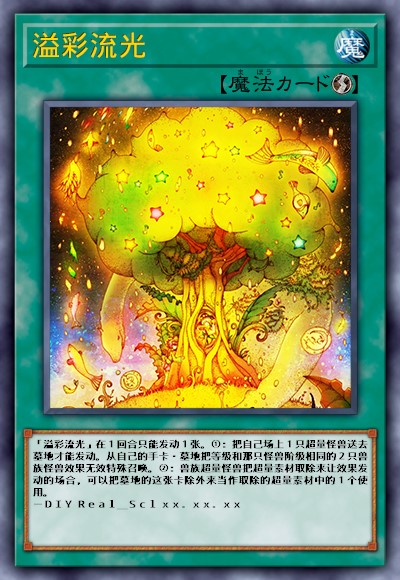 溢彩流光
魔
【魔法カード】
まほう
「溢彩流光」在1回合只能发动1张。①：把自己场上1只超量怪兽送去
墓地才能发动。从自己的手卡·墓地把等级和那只怪兽阶级相同的2只兽
族怪兽效果无效特殊召唤。②：兽族超量怪兽把超量素材取除来让效果发
动的场合，可以把墓地的这张卡除外来当作取除的超量素材中的1个使
用。
－DIY Real_Scl xx. xx. xx